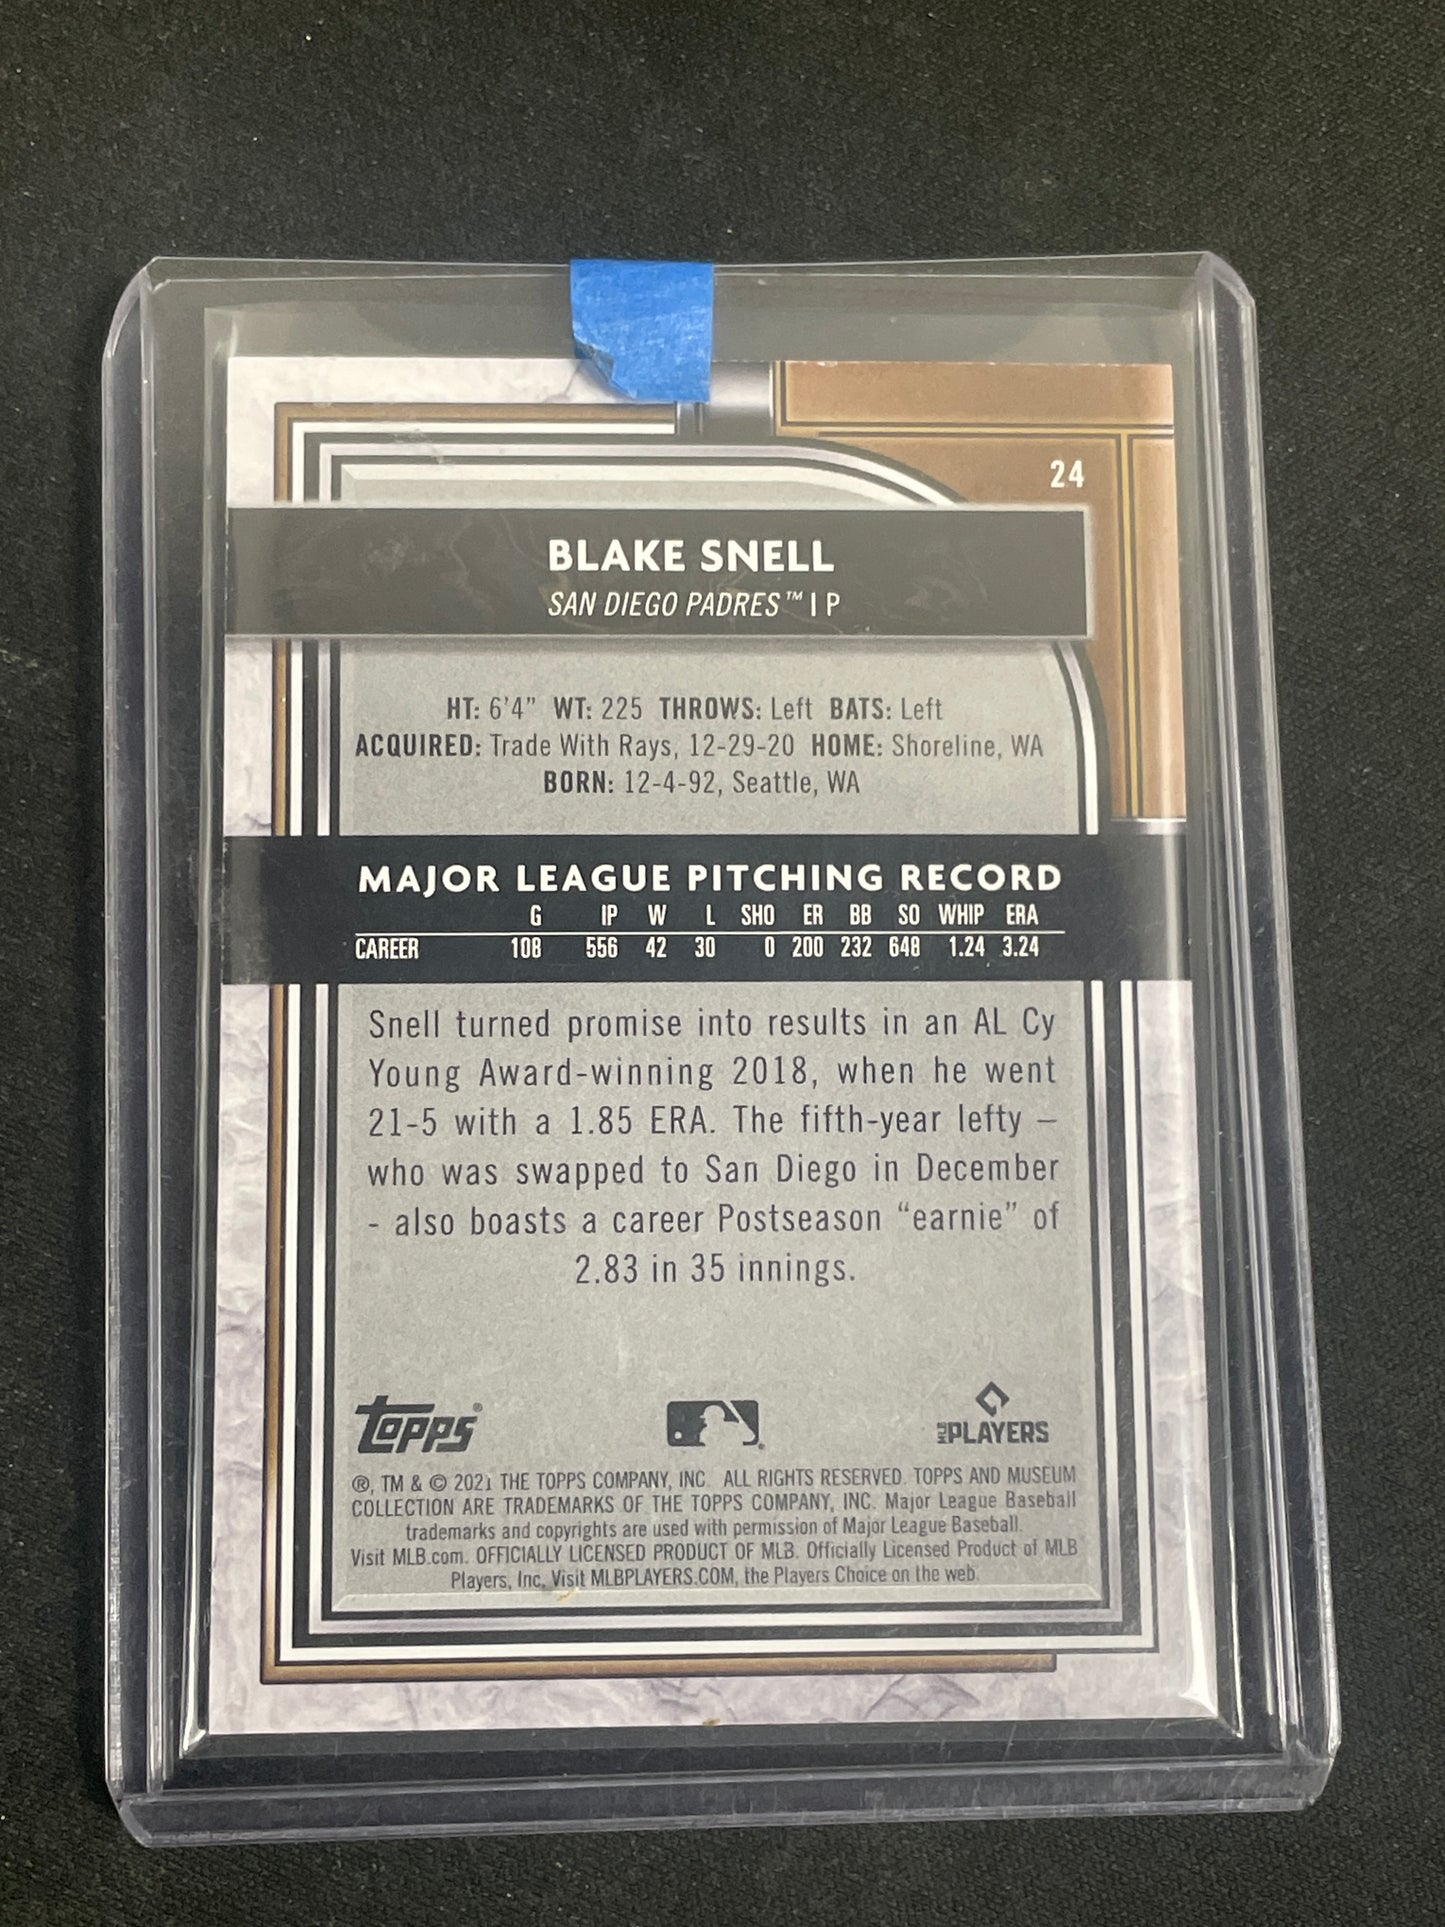 24
BLAKE SNELL
SAN DIEGO PADRES™ | P
HT: 6'4" WT: 225 THROWS: Left BATS: Left
ACQUIRED: Trade With Rays, 12-29-20 HOME: Shoreline, WA
BORN: 12-4-92, Seattle, WA
MAJOR LEAGUE PITCHING RECORD
G IP W L SHO ER BB SO WHIP ERA
CAREER 108 556 42 30 0 200 232 648 1.24 3.24
Snell turned promise into results in an AL Cy
Young Award-winning 2018, when he went
21-5 with a 1.85 ERA. The fifth-year lefty –
who was swapped to San Diego in December
- also boasts a career Postseason “earnie” of
2.83 in 35 innings.
TOPPS® MLB PLAYERS
®, TM & © 2021 THE TOPPS COMPANY, INC. ALL RIGHTS RESERVED. TOPPS AND MUSEUM
COLLECTION ARE TRADEMARKS OF THE TOPPS COMPANY, INC. Major League Baseball
trademarks and copyrights are used with permission of Major League Baseball.
Visit MLB.com. OFFICIALLY LICENSED PRODUCT OF MLB. Officially Licensed Product of MLB
Players, Inc. Visit MLBPLAYERS.COM, the Players Choice on the web.